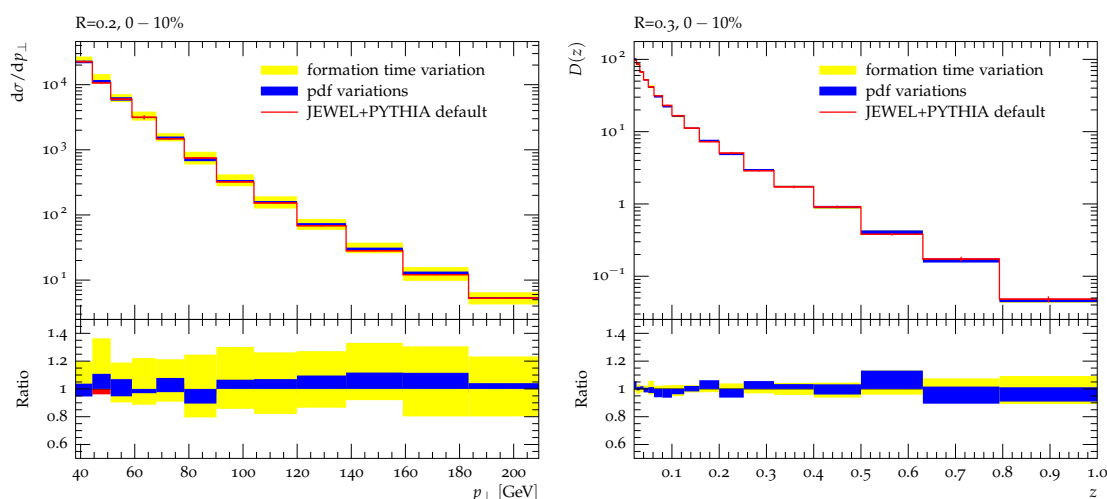 R=0.2, 0 − 10%
dσ/dp⊥
10^4
10^3
10^2
10^1
formation time variation
pdf variations
JEWEL+PYTHIA default
Ratio
1.4
1.2
1
0.8
0.6
40 60 80 100 120 140 160 180 200
p⊥ [GeV]
R=0.3, 0 − 10%
D(z)
10^2
10^1
1
10^−1
formation time variation
pdf variations
JEWEL+PYTHIA default
Ratio
1.4
1.2
1
0.8
0.6
0.1 0.2 0.3 0.4 0.5 0.6 0.7 0.8 0.9 1.0
z